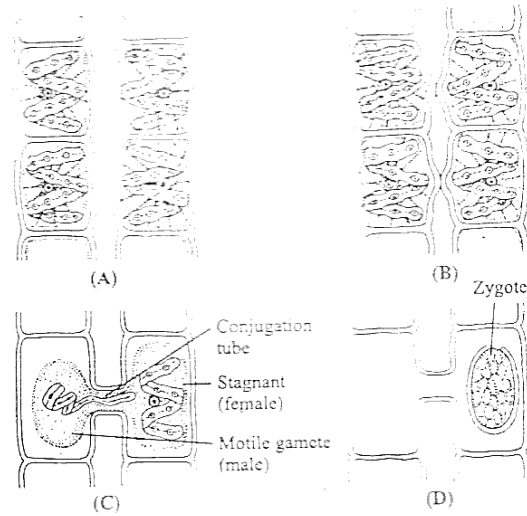 (A)
(B)
Zygote
Conjugation
tube
Stagnant
(female)
Motile gamete
(male)
(C)
(D)